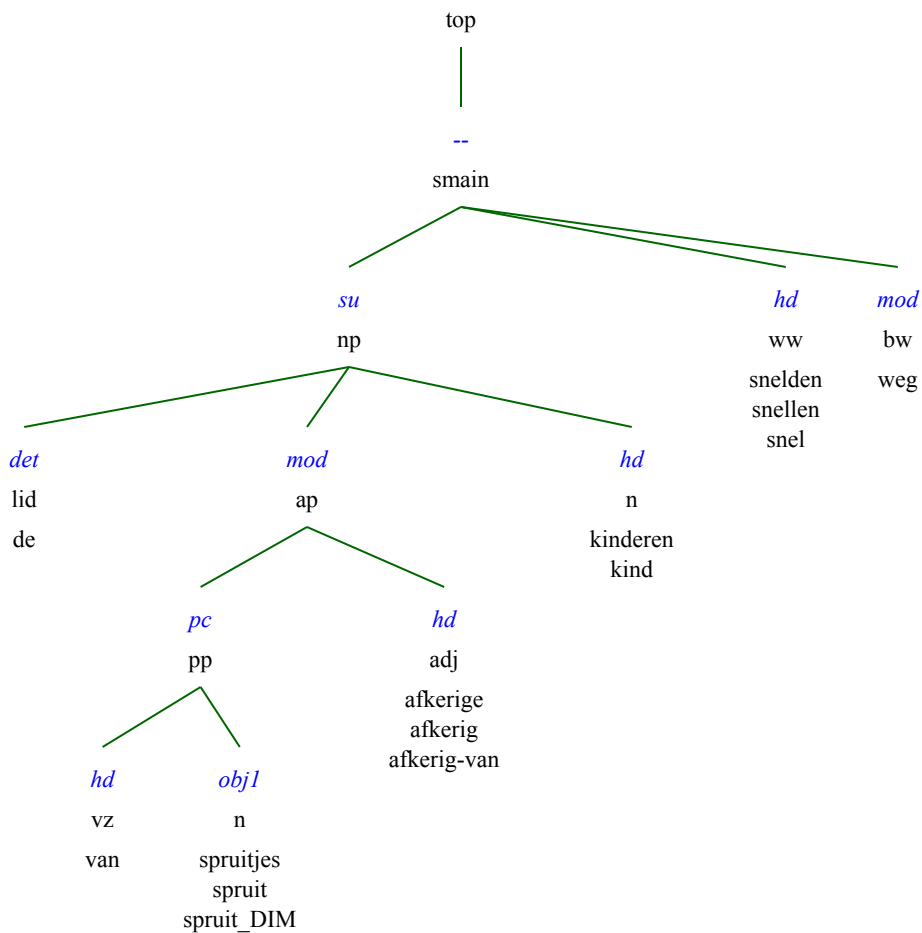 top
--
smain
su hd mod
np ww bw
snelden weg
snellen
snel
det mod hd
lid ap n
de kinderen
kind
pc hd
pp adj
afkerige
afkerig
afkerig-van
hd obj1
vz n
van spruitjes
spruit
spruit_DIM